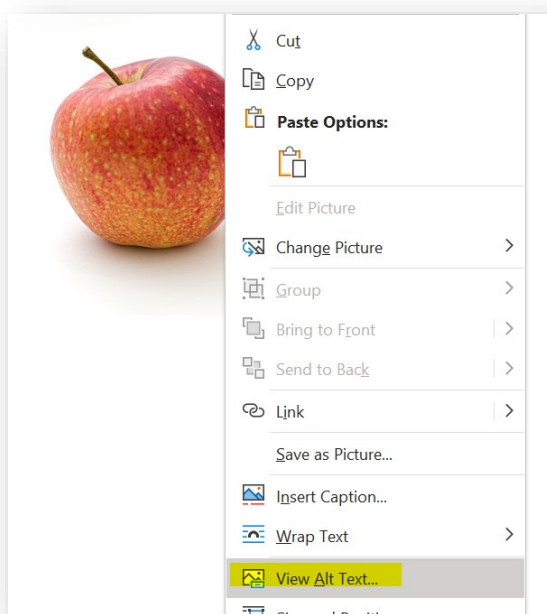 Cut
Copy
Paste Options:
Edit Picture
Change Picture
Group
Bring to Front
Send to Back
Link
Save as Picture...
Insert Caption...
Wrap Text
View Alt Text...